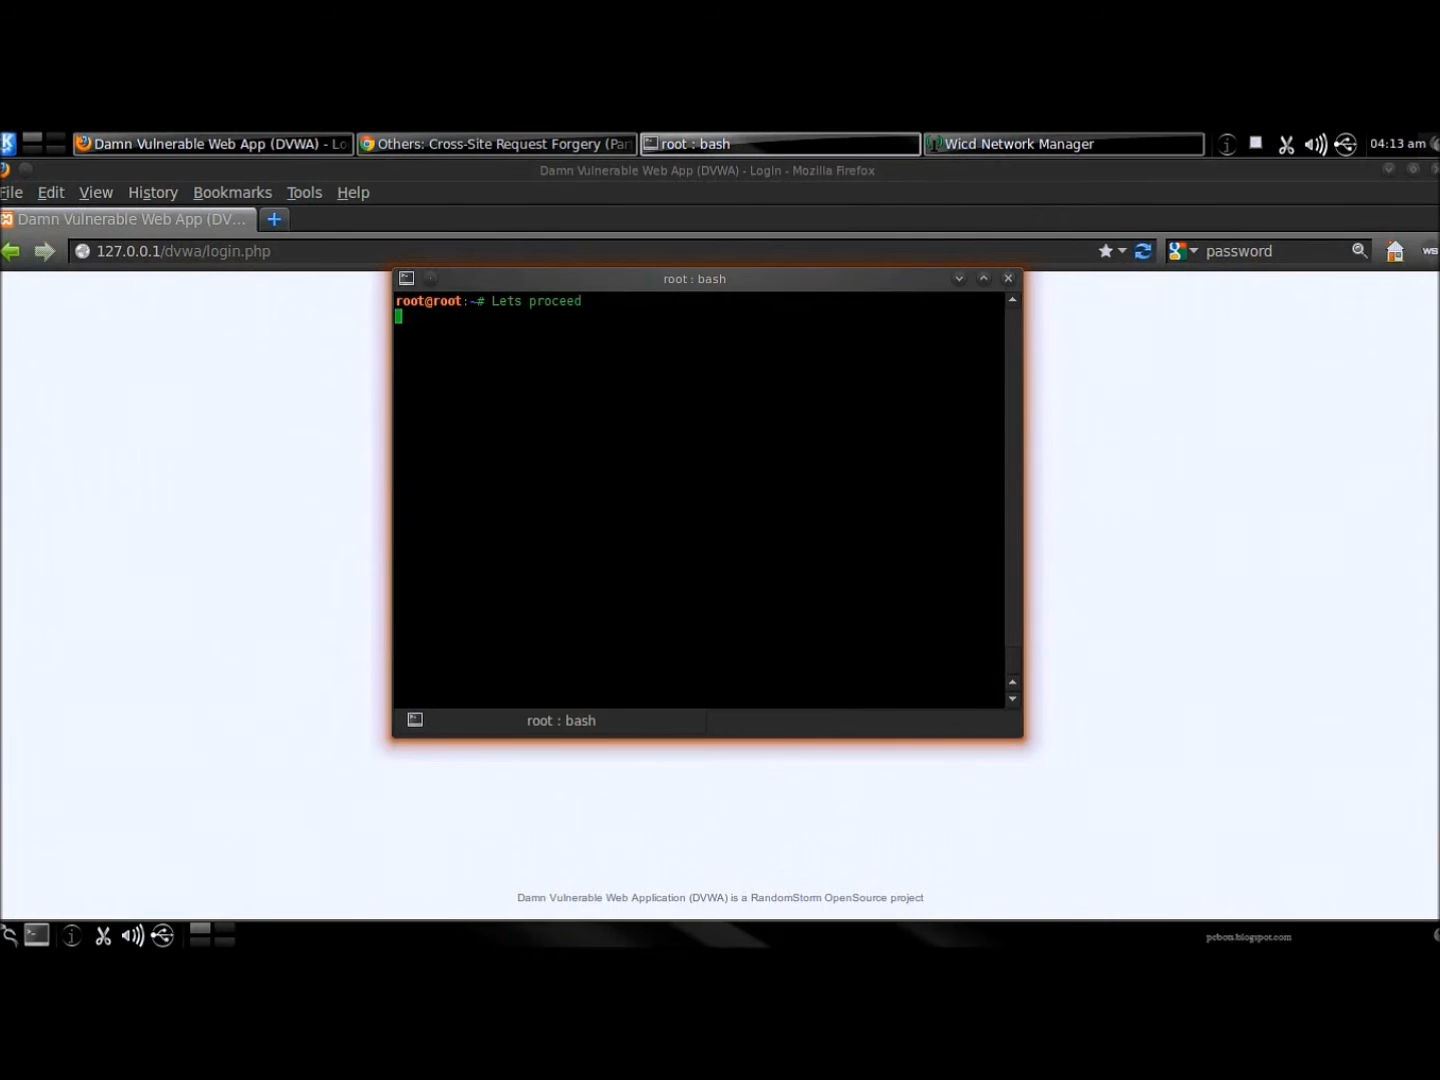 Damn Vulnerable Web App (DVWA) - Lo
Others: Cross-Site Request Forgery (Par
root : bash
Wicd Network Manager
04:13 am
Damn Vulnerable Web App (DVWA) - Login - Mozilla Firefox
File Edit View History Bookmarks Tools Help
Damn Vulnerable Web App (DV...
127.0.0.1/dvwa/login.php
password
ws
root : bash
root@root:~# Lets proceed
root : bash
Damn Vulnerable Web Application (DVWA) is a RandomStorm OpenSource project
pcbon.blogspot.com